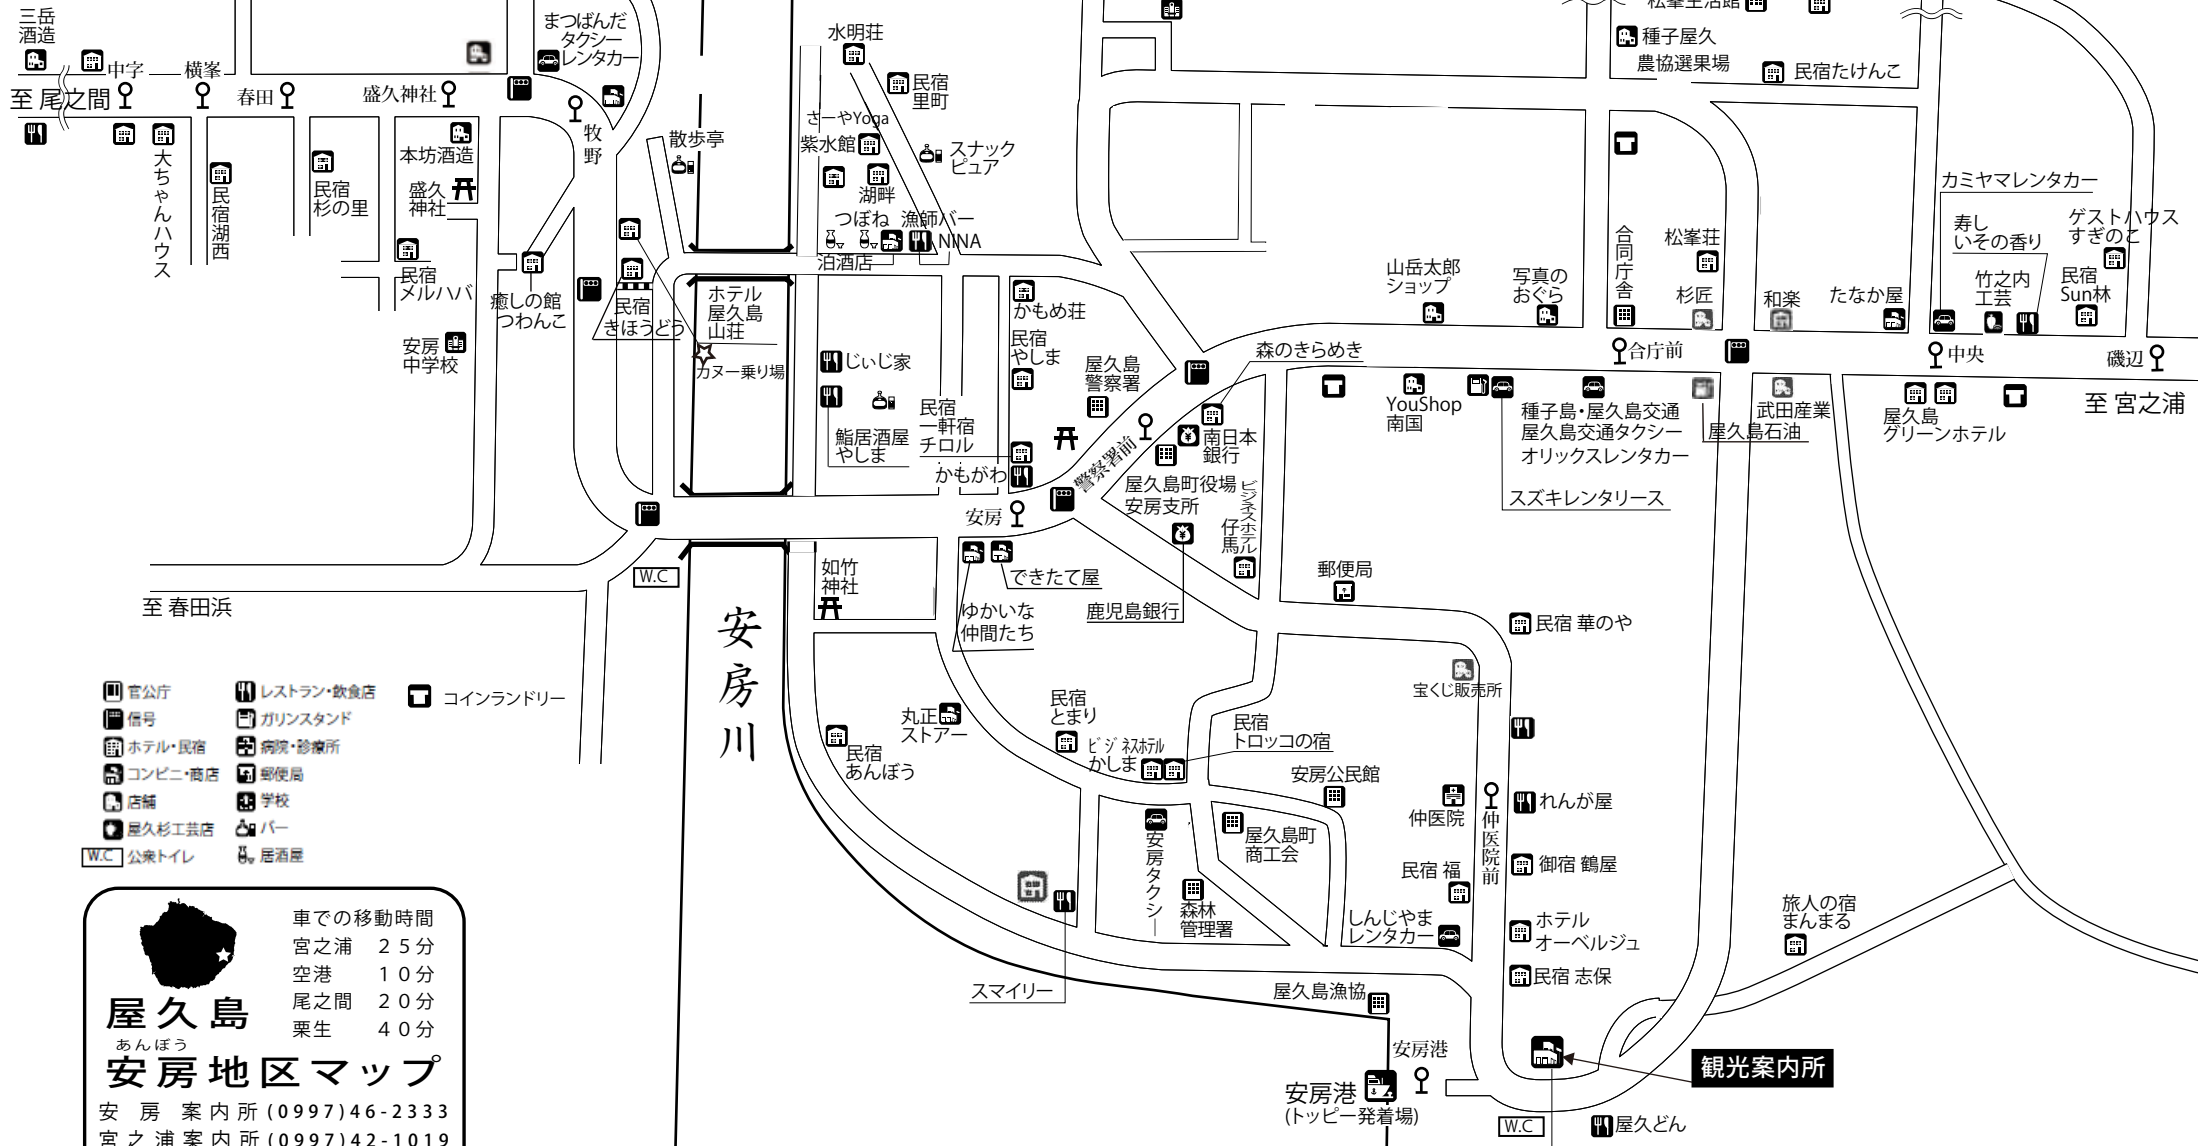 三岳
酒造
中学
横峯
至 尾之間
春田
盛久神社
まつばんだ
タクシー
レンタカー
牧野
大ちゃんハウス
民宿湖西
民宿
杉の里
本坊酒造
盛久
神社
民宿
メルハバ
安房
中学校
癒しの館
つわんこ
散歩亭
民宿
きほうどう
ホテル
屋久島
山荘
カヌー乗り場
水明荘
民宿
里町
さーやYoga
紫水館
スナック
ピュア
湖畔
つぼね
漁師バー
NINA
泊酒店
かもめ荘
民宿
やしま
じぃじ家
鮨居酒屋
やしま
民宿
一軒宿
チロル
かもがわ
屋久島
警察署
警察署前
安房
森のきらめき
南日本
銀行
屋久島町役場
安房支所
ビジネスホテル
仔馬
鹿児島銀行
できたて屋
ゆかいな
仲間たち
如竹
神社
W.C
至 春田浜
安房川
松峯生活館
種子屋久
農協選果場
民宿たけんこ
合同庁舎
松峯荘
杉匠
和楽
たなか屋
カミヤマレンタカー
寿し
いその香り
竹之内
工芸
ゲストハウス
すぎのこ
民宿
Sun林
山岳太郎
ショップ
写真の
おぐら
合庁前
中央
磯辺
至 宮之浦
YouShop
南国
種子島・屋久島交通
屋久島交通タクシー
オリックスレンタカー
スズキレンタリース
武田産業
屋久島石油
屋久島
グリーンホテル
郵便局
民宿 華のや
宝くじ販売所
丸正
ストアー
民宿
あんぼう
民宿
とまり
ビジネスホテル
かしま
民宿
トロッコの宿
安房公民館
仲医院
仲医院前
れんが屋
安房タクシー
屋久島町
商工会
森林
管理署
民宿 福
御宿 鶴屋
しんじやま
レンタカー
ホテル
オーベルジュ
民宿 志保
旅人の宿
まんまる
スマイリー
屋久島漁協
安房港
安房港
(トッピー発着場)
観光案内所
W.C
屋久どん
官公庁
信号
ホテル・民宿
コンビニ・商店
店舗
屋久杉工芸店
W.C 公衆トイレ
レストラン・飲食店
ガソリンスタンド
病院・診療所
郵便局
学校
バー
居酒屋
コインランドリー
車での移動時間
宮之浦 25分
空港 10分
尾之間 20分
栗生 40分
屋久島
あんぼう
安房地区マップ
安房案内所(0997)46-2333
宮之浦案内所(0997)42-1019